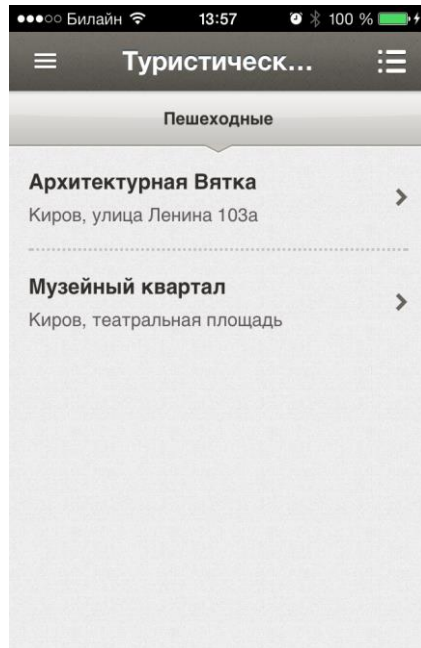 Билайн 13:57 100 %
Туристическ...
Пешеходные
Архитектурная Вятка
Киров, улица Ленина 103а
Музейный квартал
Киров, театральная площадь